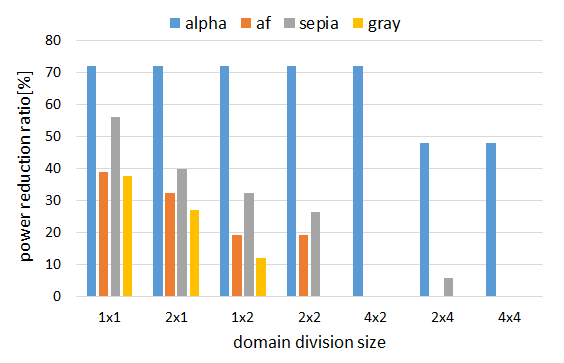 alpha af sepia gray
80
70
60
50
40
30
20
10
0
power reduction ratio[%]
1x1 2x1 1x2 2x2 4x2 2x4 4x4
domain division size